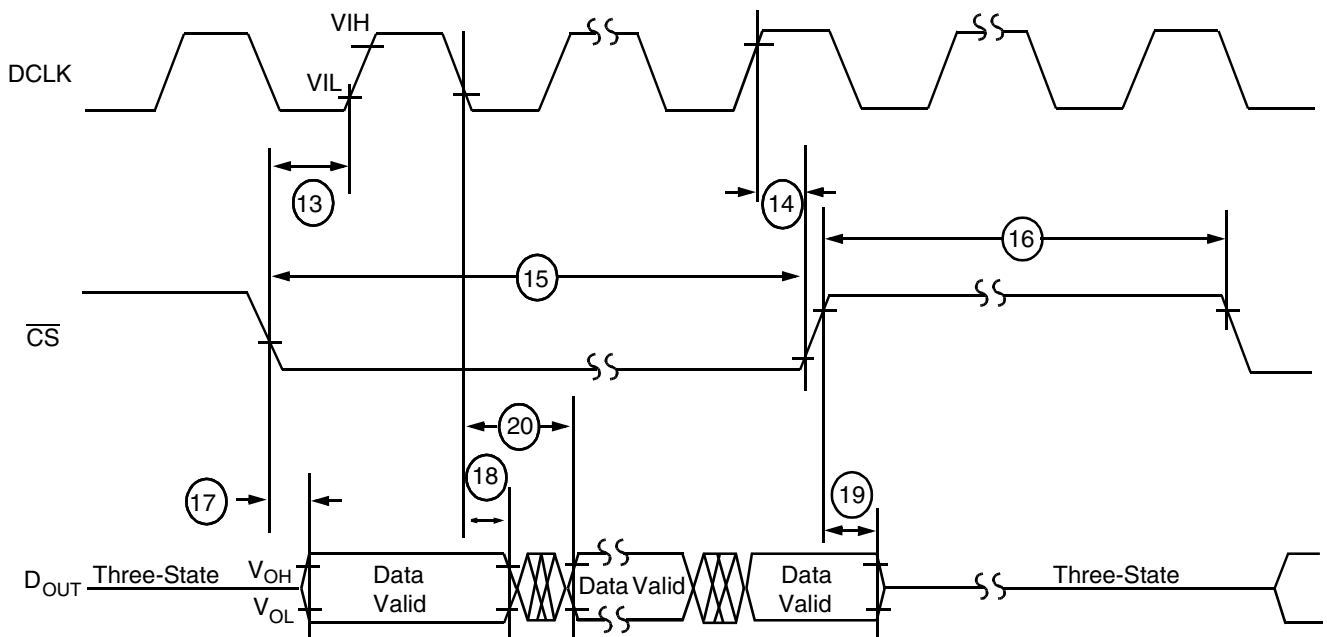 VIH
DCLK
VIL
13
14
16
15
CS
20
18
17
19
DOUT
Three-State
VOH
VOL
Data
Valid
Data Valid
Data
Valid
Three-State